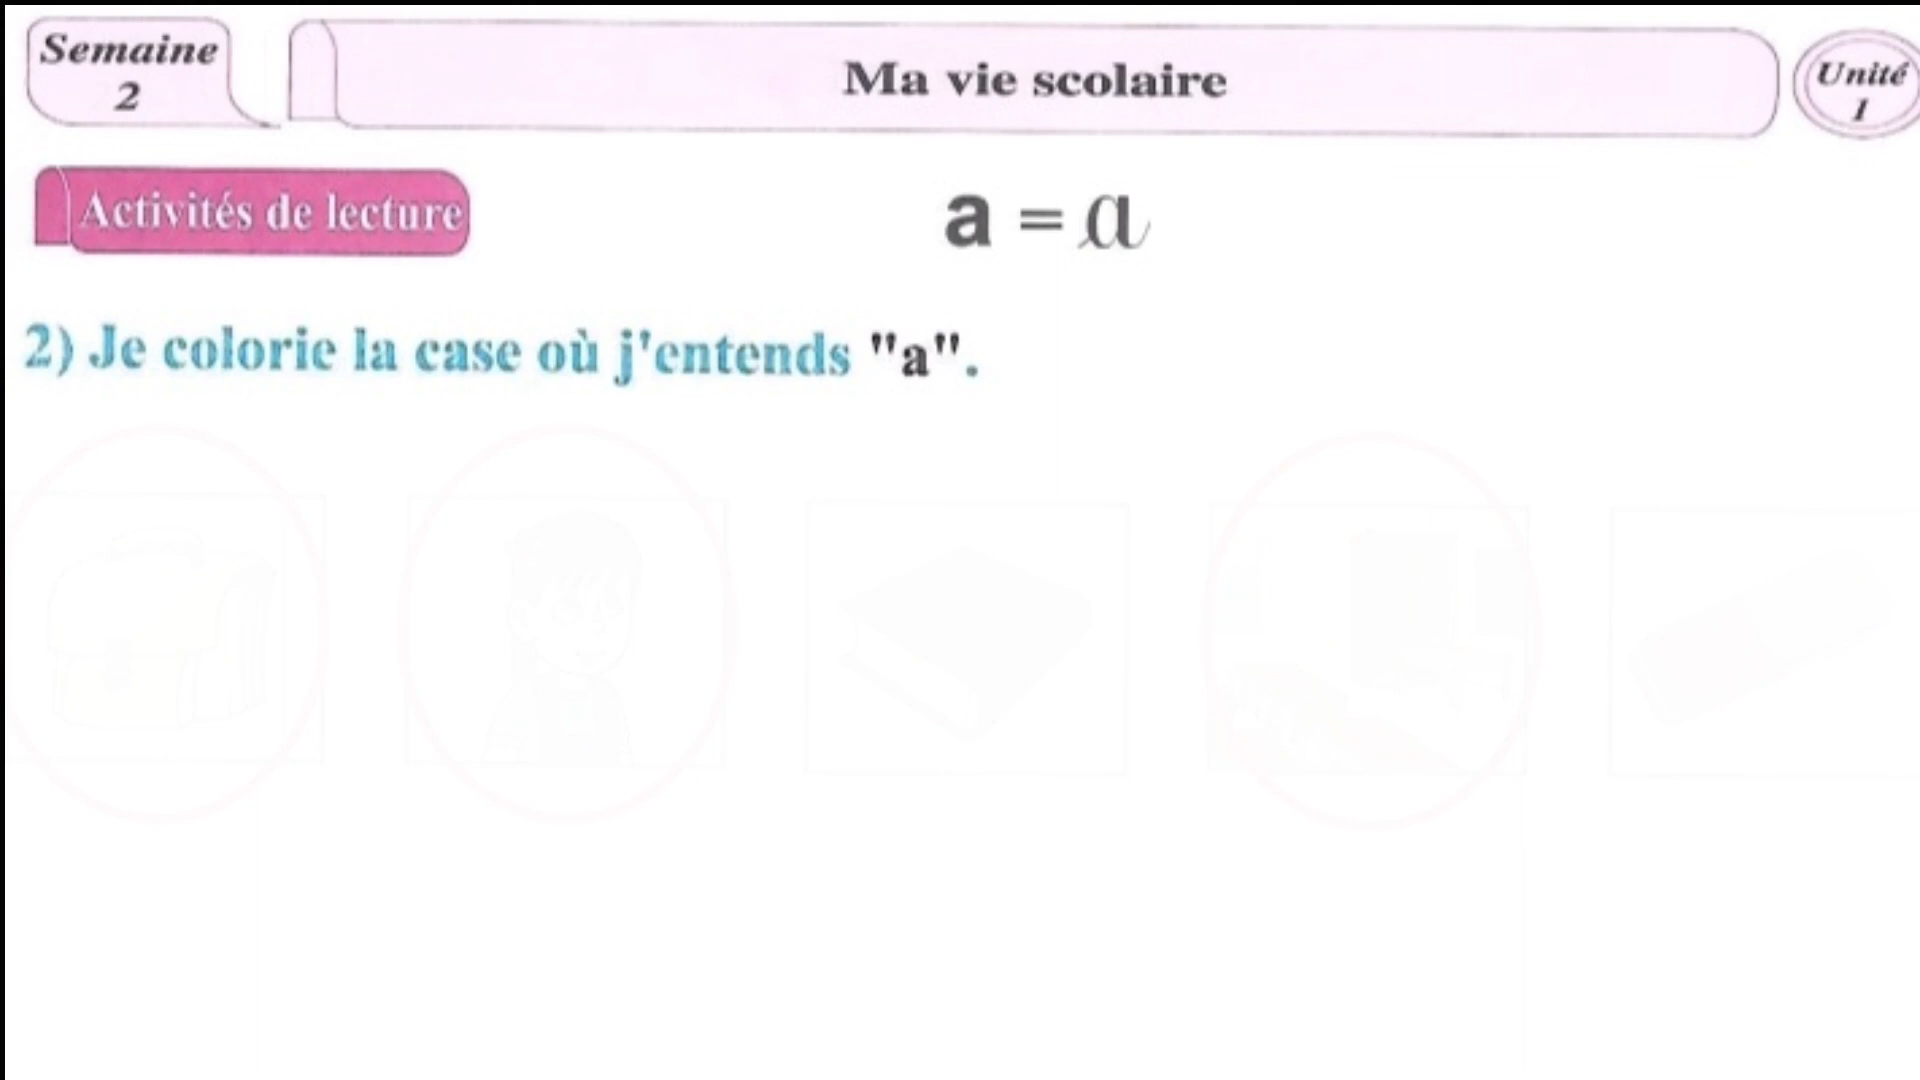 Semaine
2
Ma vie scolaire
Unité
1
Activités de lecture
a = a
2) Je colorie la case où j'entends "a".